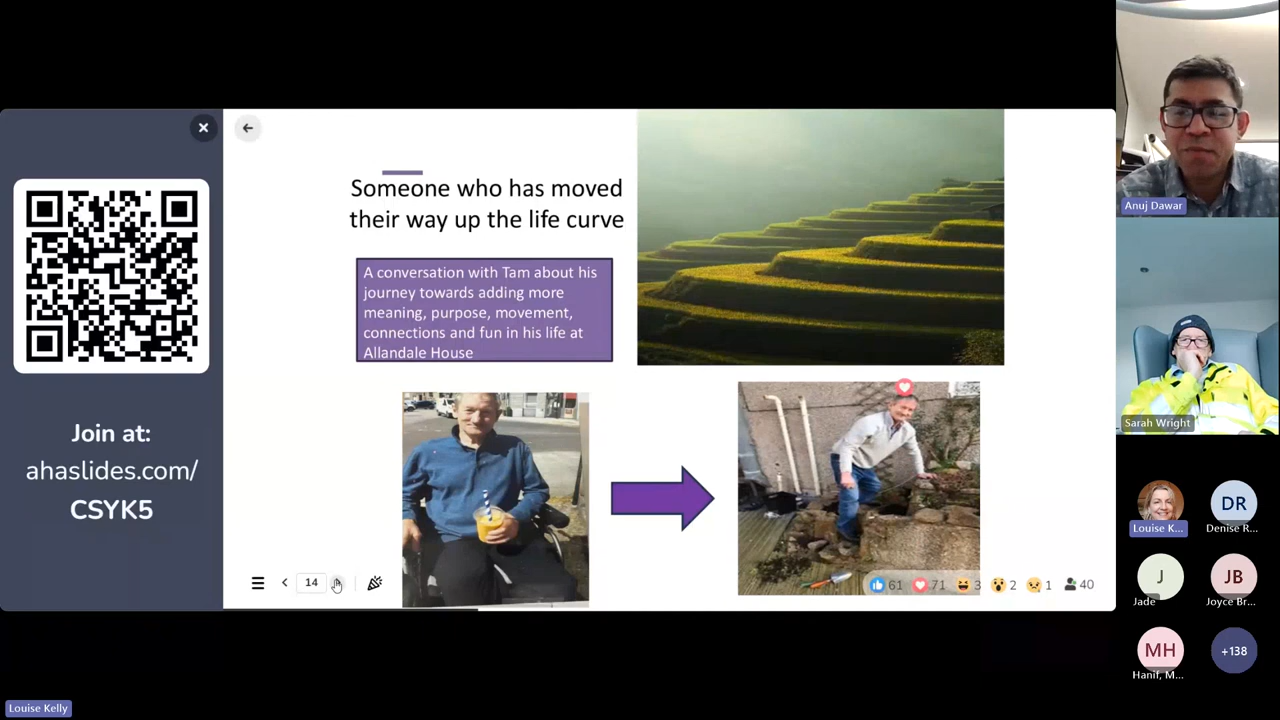 Join at:
ahaslides.com/
CSYK5
Someone who has moved
their way up the life curve
A conversation with Tam about his
journey towards adding more
meaning, purpose, movement,
connections and fun in his life at
Allandale House
14
61
71
3
2
1
40
Anuj Dawar
Sarah Wright
Louise K...
DR
Denise R...
J
Jade
JB
Joyce Br...
MH
Hanif, M...
+138
Louise Kelly